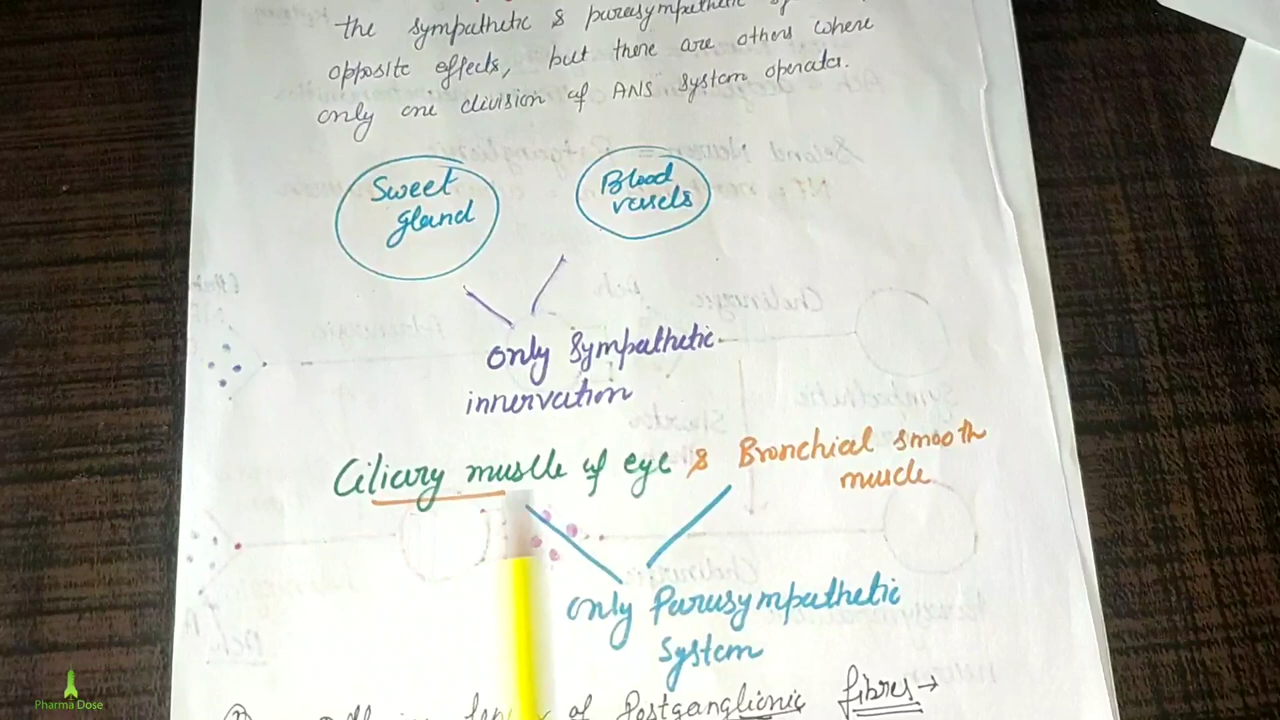 the sympathetic & parasympathetic
opposite effects, but there are others where
only one division of ANS system operates.
Sweet
gland
Blood
vessels
only sympathetic
innervation
Ciliary muscle of eye & Bronchial smooth
muscle
only Parasympathetic
system
of Postganglionic fibres→
Pharma Dose